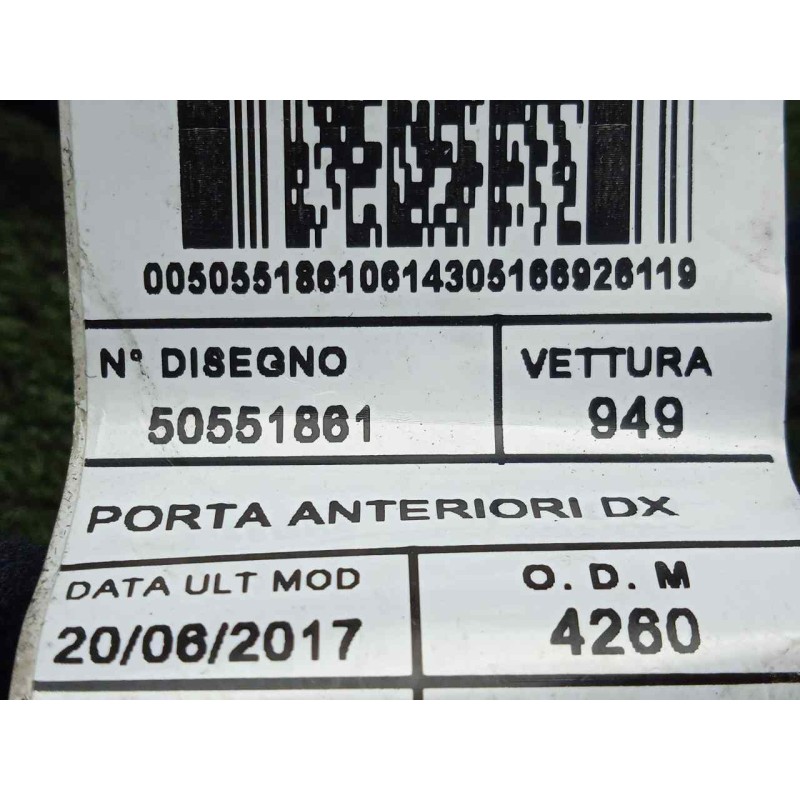 00505518610614305166926119
N° DISEGNO
VETTURA
50551861
949
PORTA ANTERIORI DX
DATA ULT MOD
O. D. M
20/06/2017
4260